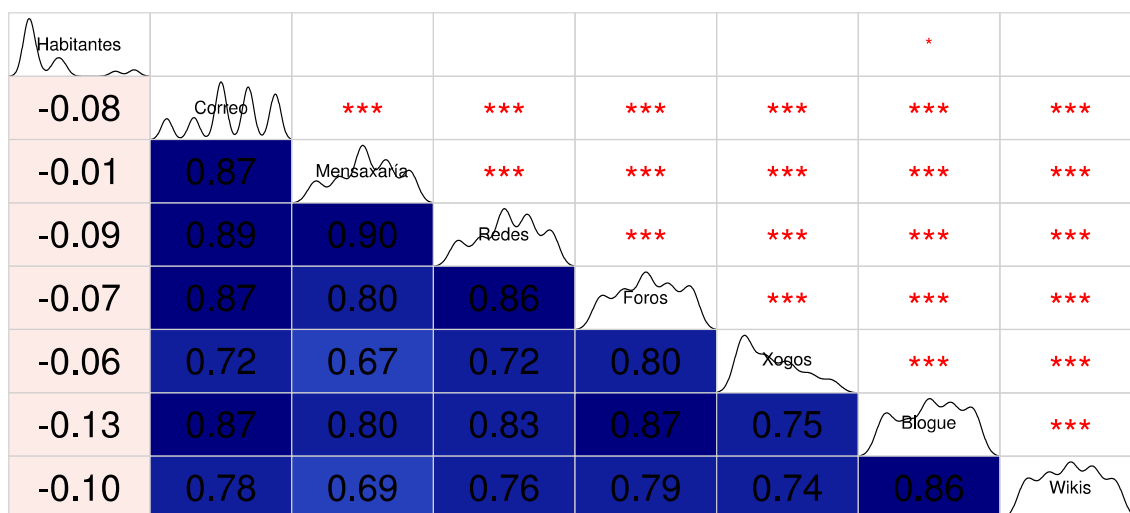 Habitantes *
-0.08 Correo *** *** *** *** *** ***
-0.01 0.87 Mensaxaría *** *** *** *** ***
-0.09 0.89 0.90 Redes *** *** *** ***
-0.07 0.87 0.80 0.86 Foros *** *** ***
-0.06 0.72 0.67 0.72 0.80 Xogos *** ***
-0.13 0.87 0.80 0.83 0.87 0.75 Blogue ***
-0.10 0.78 0.69 0.76 0.79 0.74 0.86 Wikis